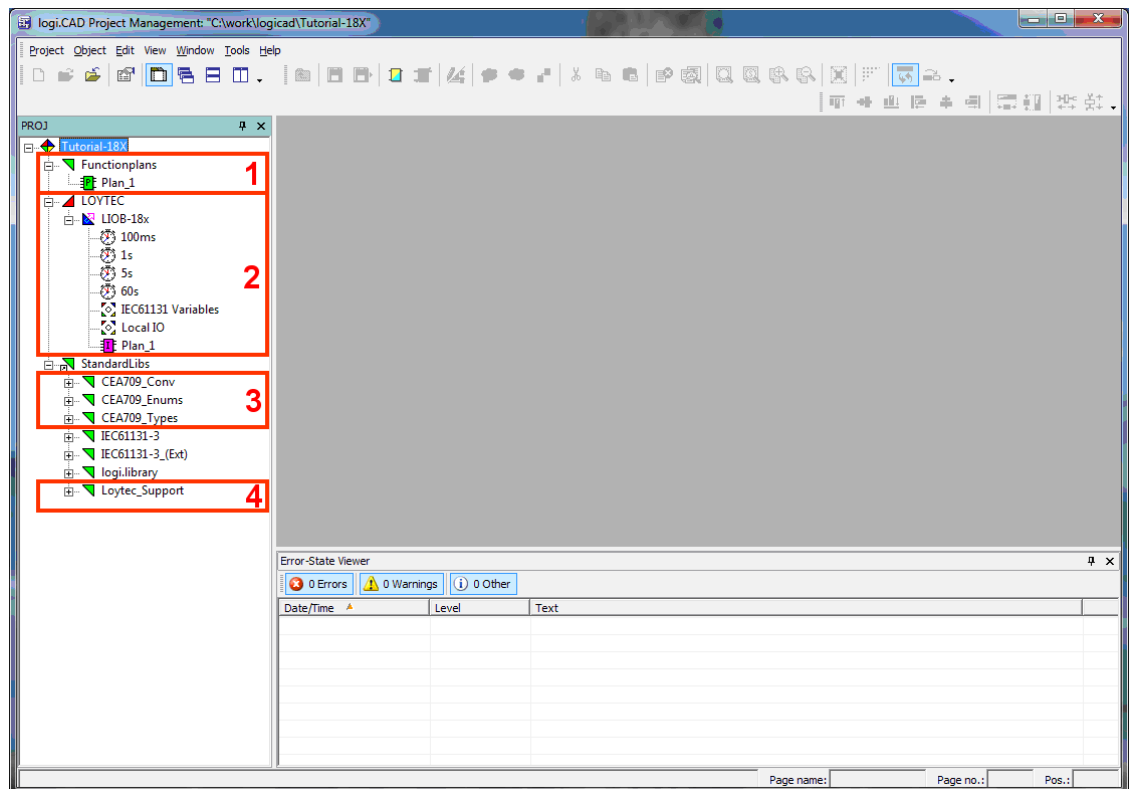 logi.CAD Project Management: "C:\work\logicad\Tutorial-18X"
Project Object Edit View Window Tools Help
PROJ
Tutorial-18X
Functionplans
Plan_1
1
LOYTEC
LIOB-18x
100ms
1s
5s
60s
2
IEC61131 Variables
Local IO
Plan_1
StandardLibs
CEA709_Conv
CEA709_Enums
CEA709_Types
3
IEC61131-3
IEC61131-3_(Ext)
logi.library
Loytec_Support
4
Error-State Viewer
0 Errors 0 Warnings 0 Other
Date/Time Level Text
Page name: Page no.: Pos.: